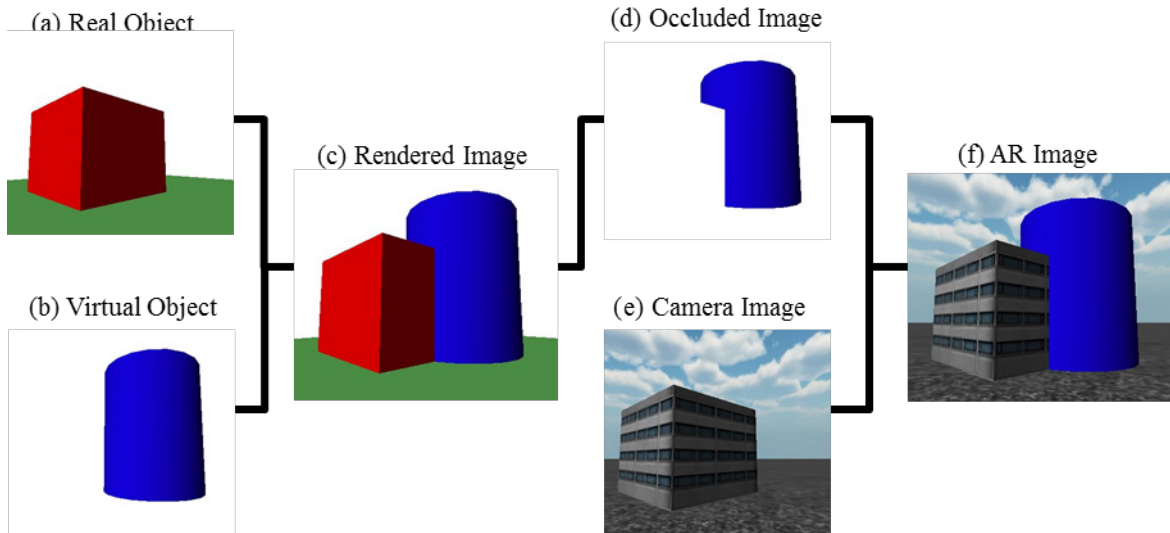 (a) Real Object
(b) Virtual Object
(c) Rendered Image
(d) Occluded Image
(e) Camera Image
(f) AR Image